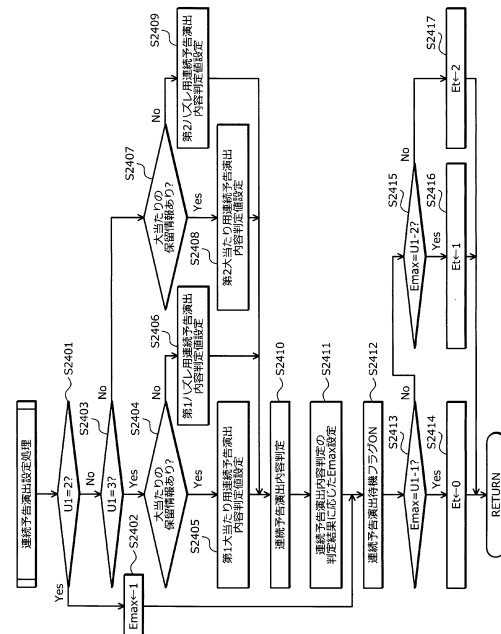 連続予告演出設定処理
S2401
U1=2?
Yes
No
S2402
Emax←1
S2403
U1=3?
No
Yes
S2404
大当たりの
保留情報あり?
No
Yes
S2405
第1大当たり用連続予告演出
内容判定値設定
S2406
第1ハズレ用連続予告演出
内容判定値設定
S2407
大当たりの
保留情報あり?
No
Yes
S2408
第2大当たり用連続予告演出
内容判定値設定
S2409
第2ハズレ用連続予告演出
内容判定値設定
S2410
連続予告演出内容判定
S2411
連続予告演出内容判定の
判定結果に応じたEmax設定
S2412
連続予告演出待機フラグON
S2413
Emax=U1-1?
No
Yes
S2414
Et←0
S2415
Emax=U1-2?
No
Yes
S2416
Et←1
S2417
Et←2
RETURN